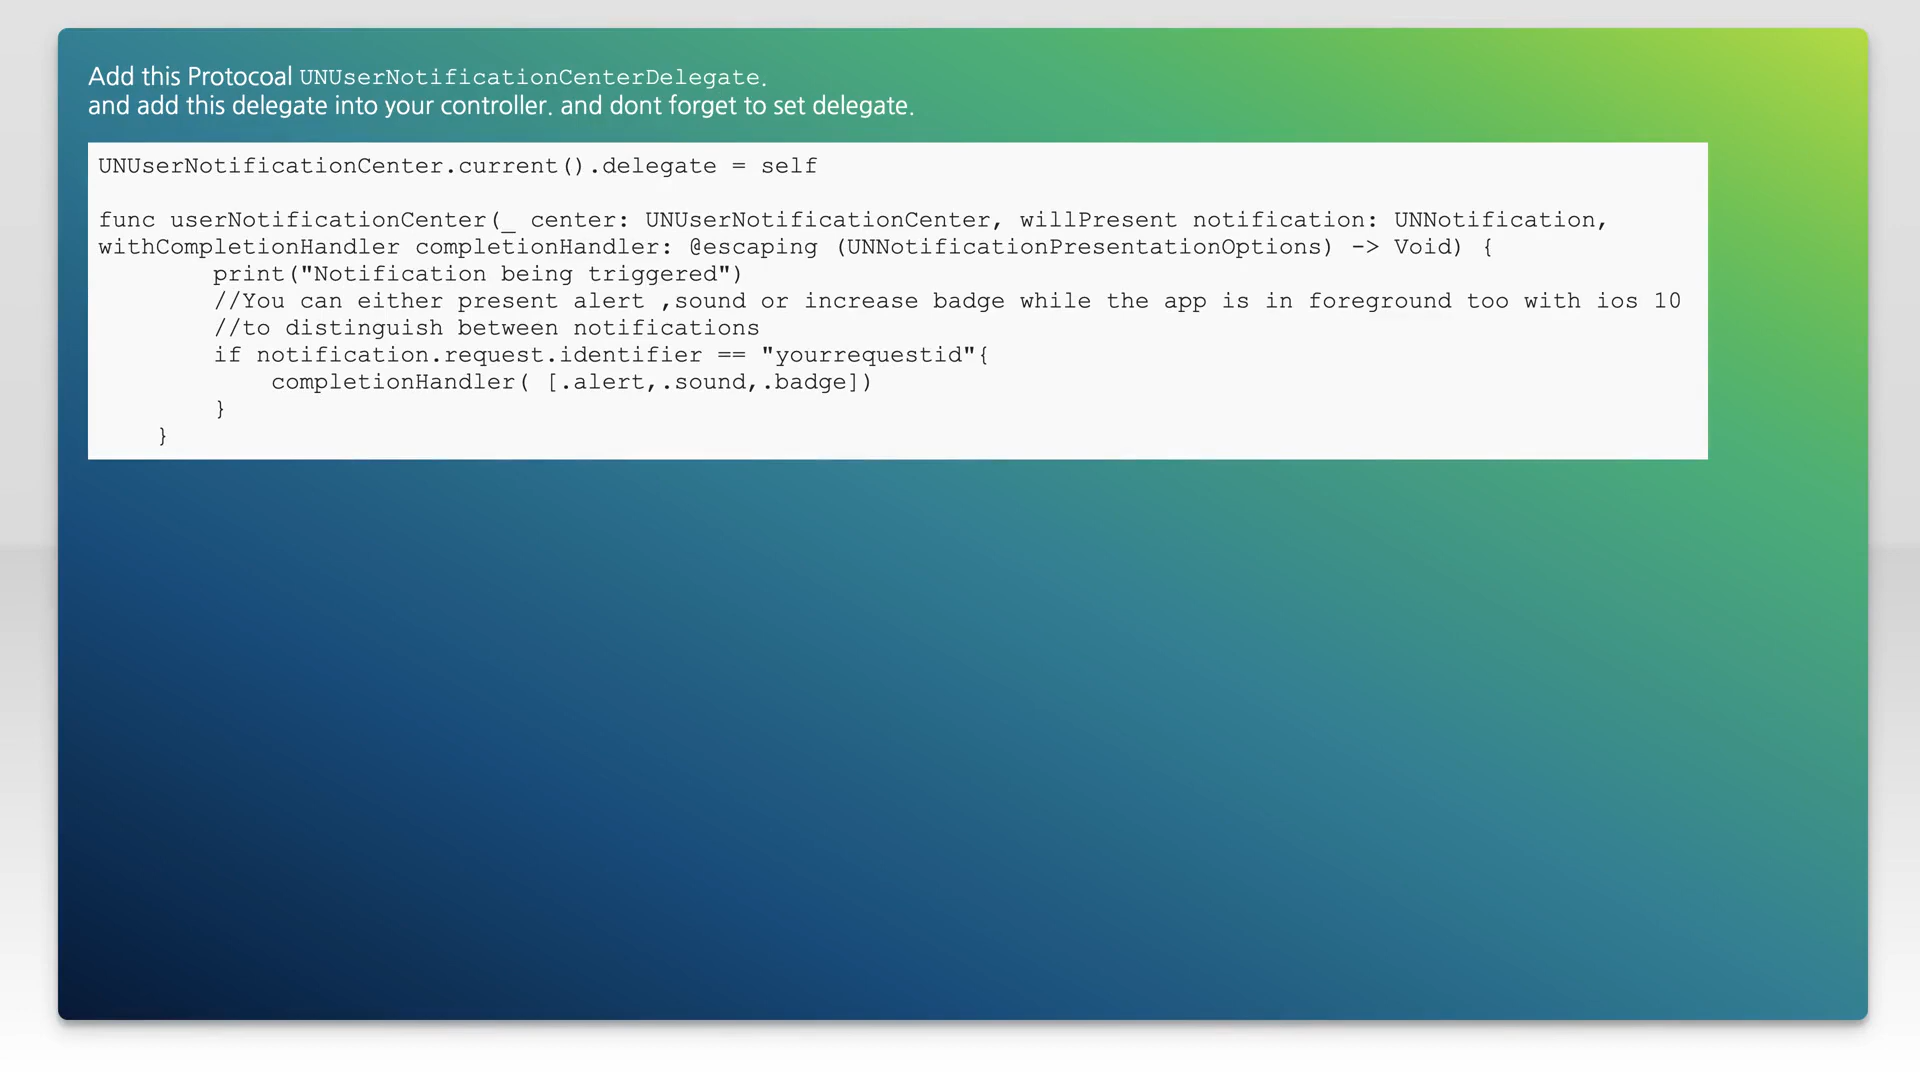 Add this Protocoal UNUserNotificationCenterDelegate.
and add this delegate into your controller. and dont forget to set delegate.
UNUserNotificationCenter.current().delegate = self
func userNotificationCenter(_ center: UNUserNotificationCenter, willPresent notification: UNNotification,
withCompletionHandler completionHandler: @escaping (UNNotificationPresentationOptions) -> Void) {
print("Notification being triggered")
//You can either present alert ,sound or increase badge while the app is in foreground too with ios 10
//to distinguish between notifications
if notification.request.identifier == "yourrequestid"{
completionHandler( [.alert,.sound,.badge])
}
}